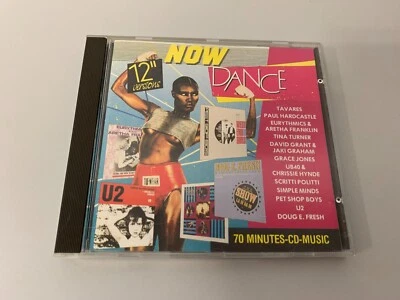 NOW
DANCE
12"
versions
TAVARES
PAUL HARDCASTLE
EURYTHMICS &
ARETHA FRANKLIN
TINA TURNER
DAVID GRANT &
JAKI GRAHAM
GRACE JONES
UB40 &
CHRISSIE HYNDE
SCRITTI POLITTI
SIMPLE MINDS
PET SHOP BOYS
U2
DOUG E. FRESH
U2
SHOW
70 MINUTES-CD-MUSIC